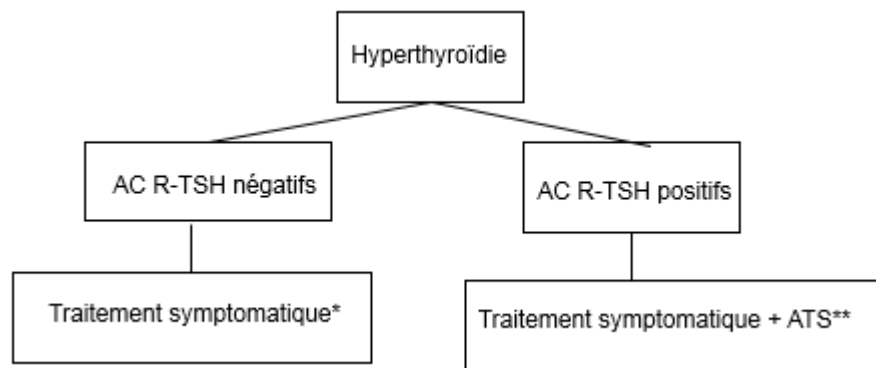 Hyperthyroïdie
AC R-TSH négatifs
AC R-TSH positifs
Traitement symptomatique*
Traitement symptomatique + ATS**